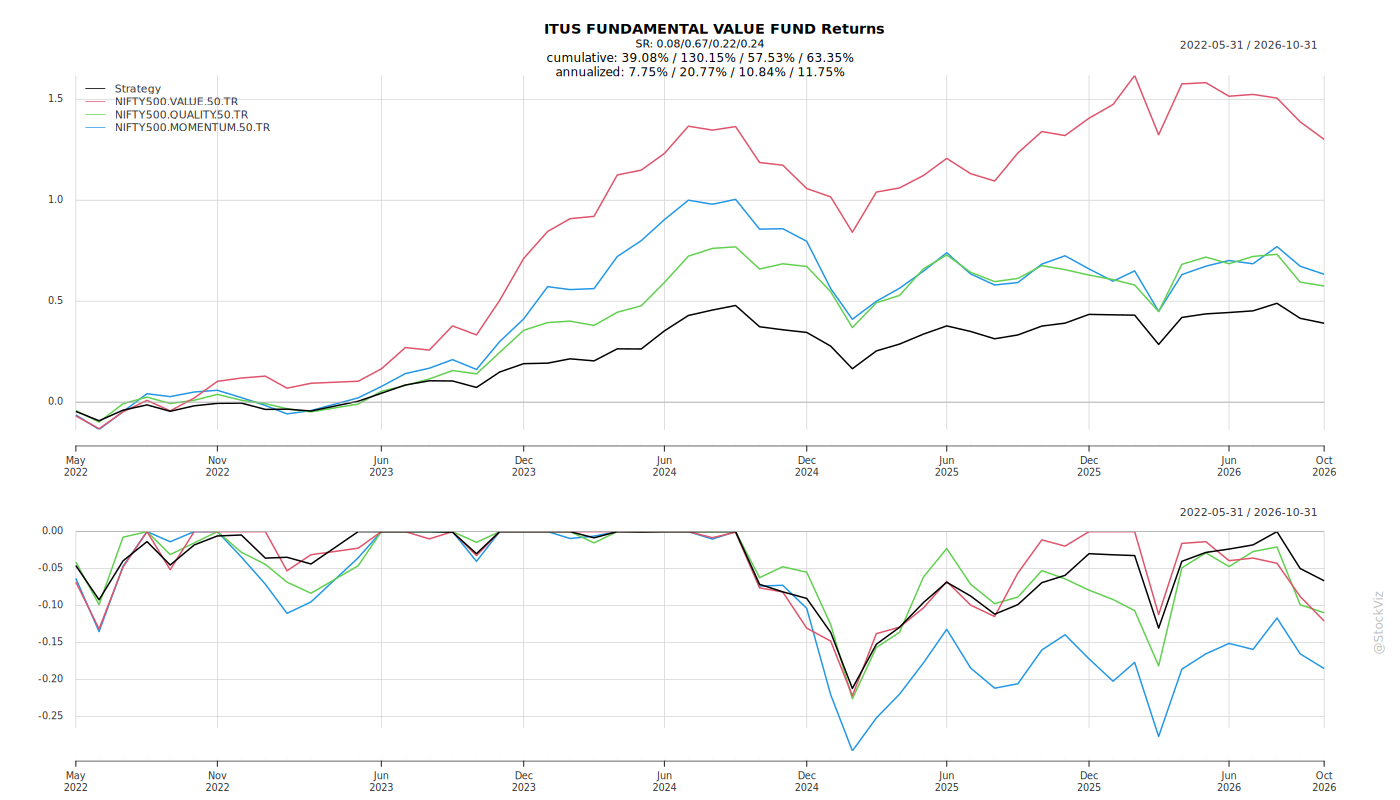 ITUS FUNDAMENTAL VALUE FUND Returns
SR: 0.08/0.67/0.22/0.24
cumulative: 39.08% / 130.15% / 57.53% / 63.35%
annualized: 7.75% / 20.77% / 10.84% / 11.75%
2022-05-31 / 2026-10-31
Strategy
NIFTY500.VALUE.50.TR
NIFTY500.QUALITY50.TR
NIFTY500.MOMENTUM.50.TR
1.5
1.0
0.5
0.0
May 2022
Nov 2022
Jun 2023
Dec 2023
Jun 2024
Dec 2024
Jun 2025
Dec 2025
Jun 2026
Oct 2026
2022-05-31 / 2026-10-31
0.00
-0.05
-0.10
-0.15
-0.20
-0.25
May 2022
Nov 2022
Jun 2023
Dec 2023
Jun 2024
Dec 2024
Jun 2025
Dec 2025
Jun 2026
Oct 2026
@StockViz